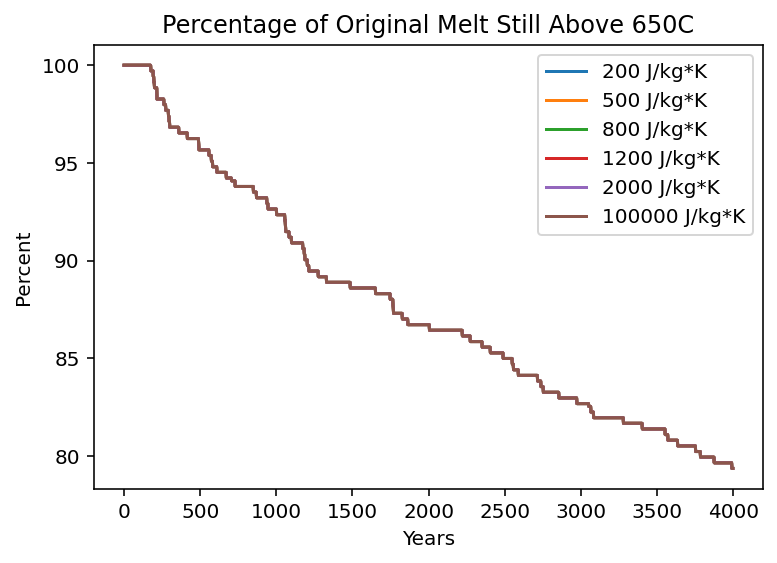 Percentage of Original Melt Still Above 650C
100
95
90
85
80
Percent
200 J/kg*K
500 J/kg*K
800 J/kg*K
1200 J/kg*K
2000 J/kg*K
100000 J/kg*K
0 500 1000 1500 2000 2500 3000 3500 4000
Years